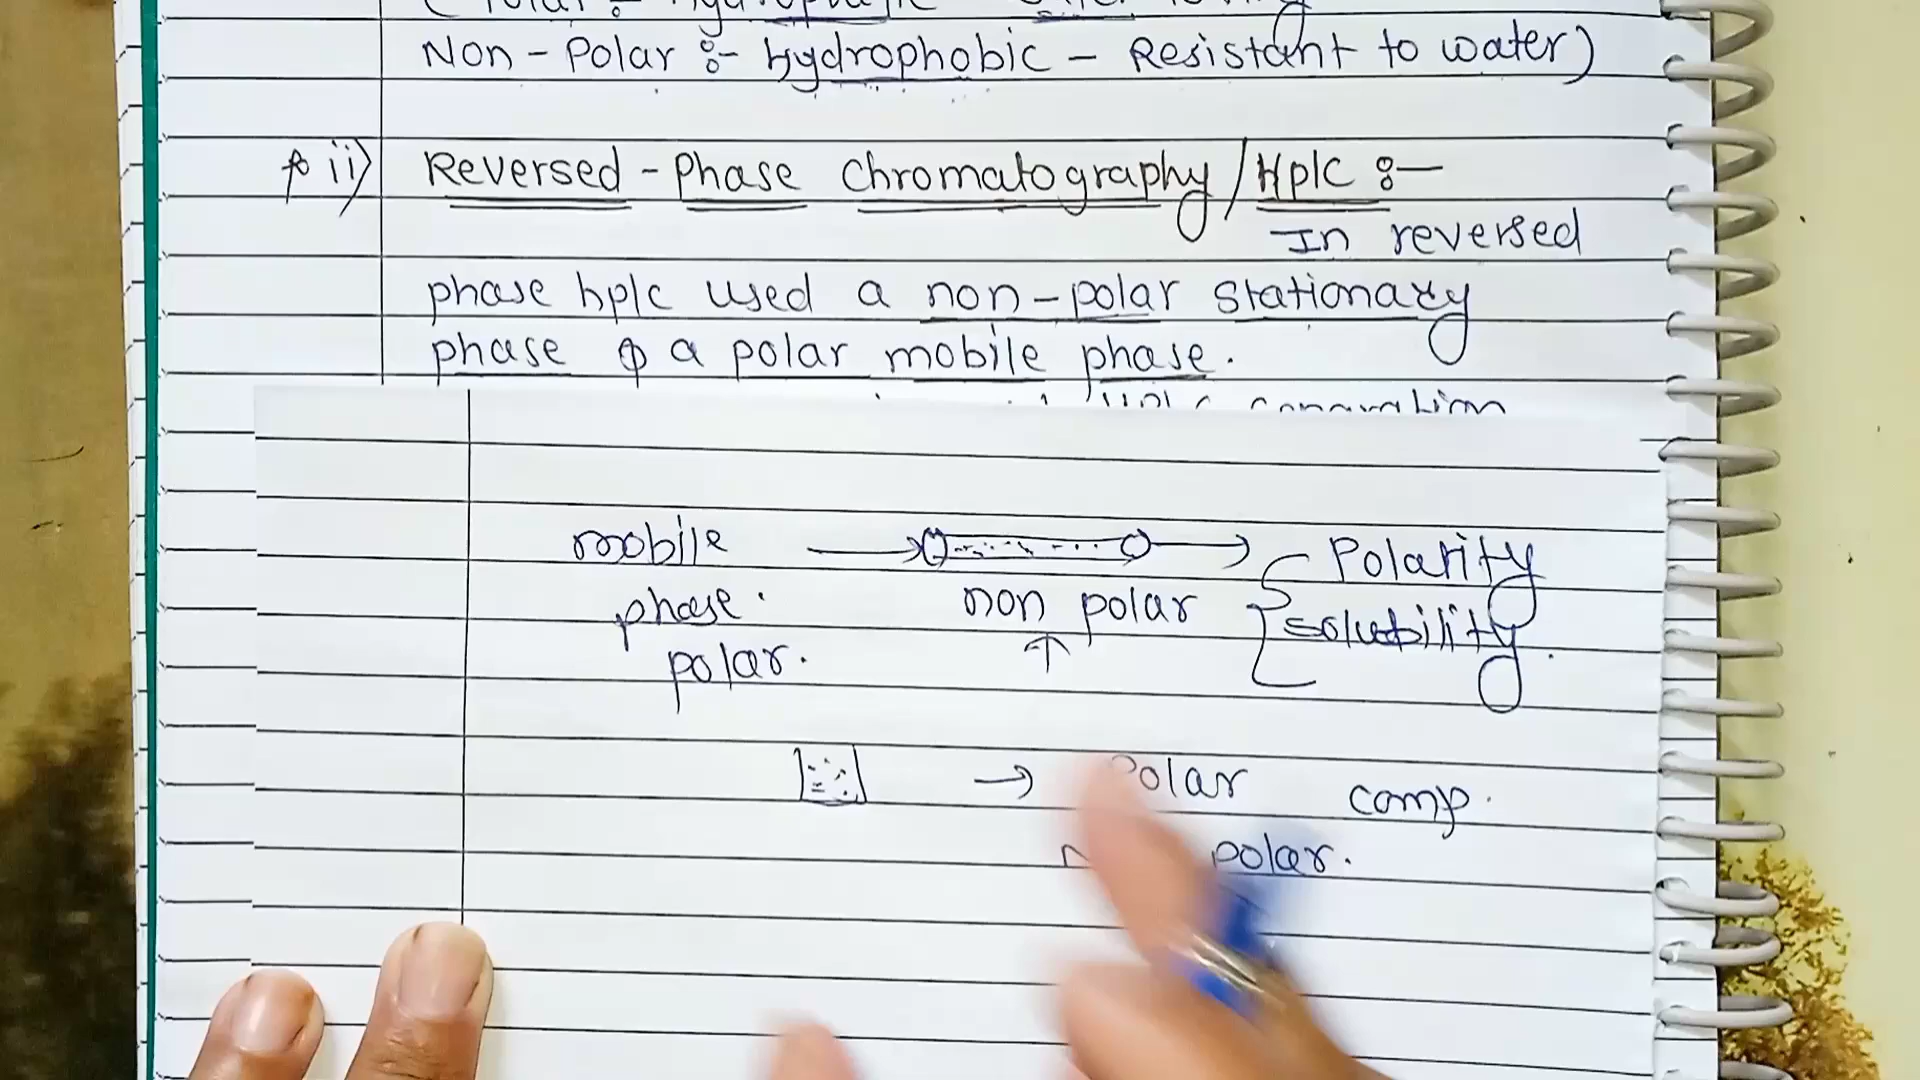 Non - Polar :- Hydrophobic - Resistant to water)
ii) Reversed - Phase Chromatography / Hplc :-
In reversed
phase hplc used a non-polar stationary
phase & a polar mobile phase.
mobile → → Polarity
phase. non polar solubility.
polar. ↑
→ Polar comp.
polar.